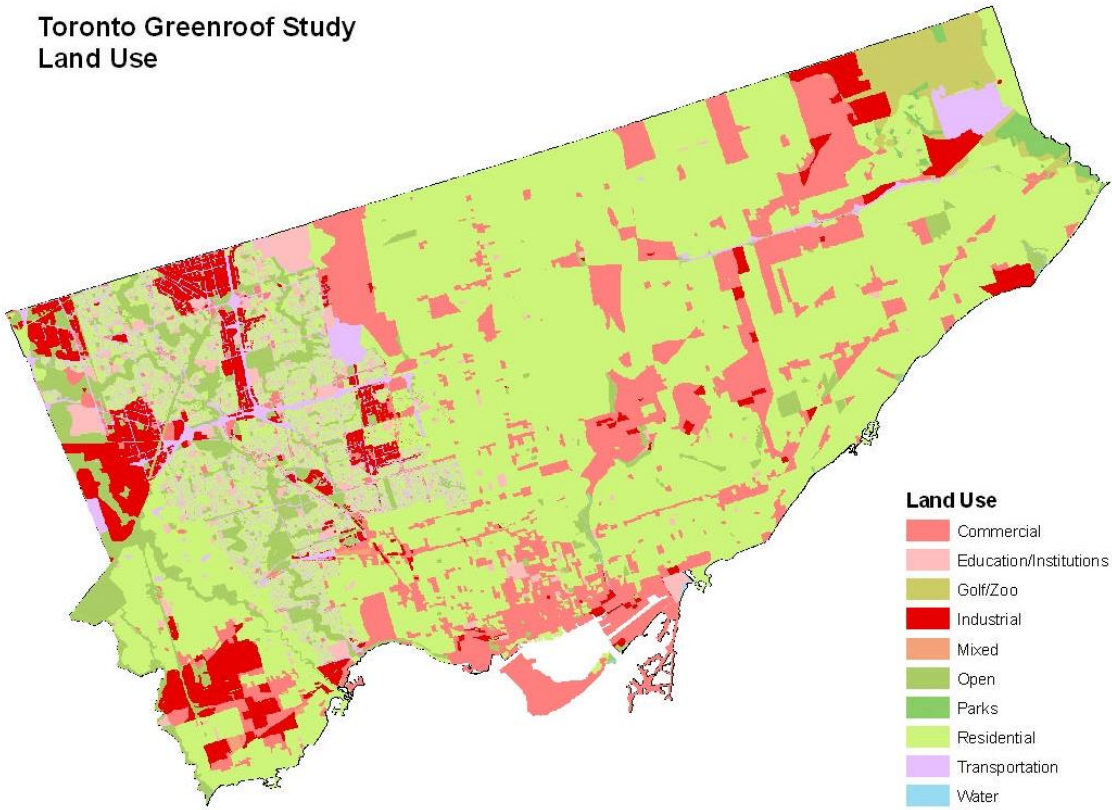 Toronto Greenroof Study
Land Use
Land Use
Commercial
Education/Institutions
Golf/Zoo
Industrial
Mixed
Open
Parks
Residential
Transportation
Water